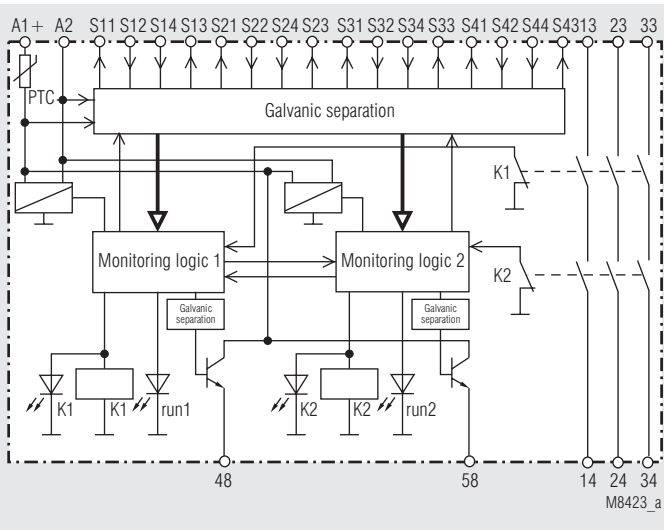 A1+ A2 S11 S12 S14 S13 S21 S22 S24 S23 S31 S32 S34 S33 S41 S42 S44 S43 13 23 33
PTC
Galvanic separation
K1
Monitoring logic 1
Monitoring logic 2
K2
Galvanic
separation
Galvanic
separation
K1
K1
run1
K2
K2
run2
48
58
14
24
34
M8423_a